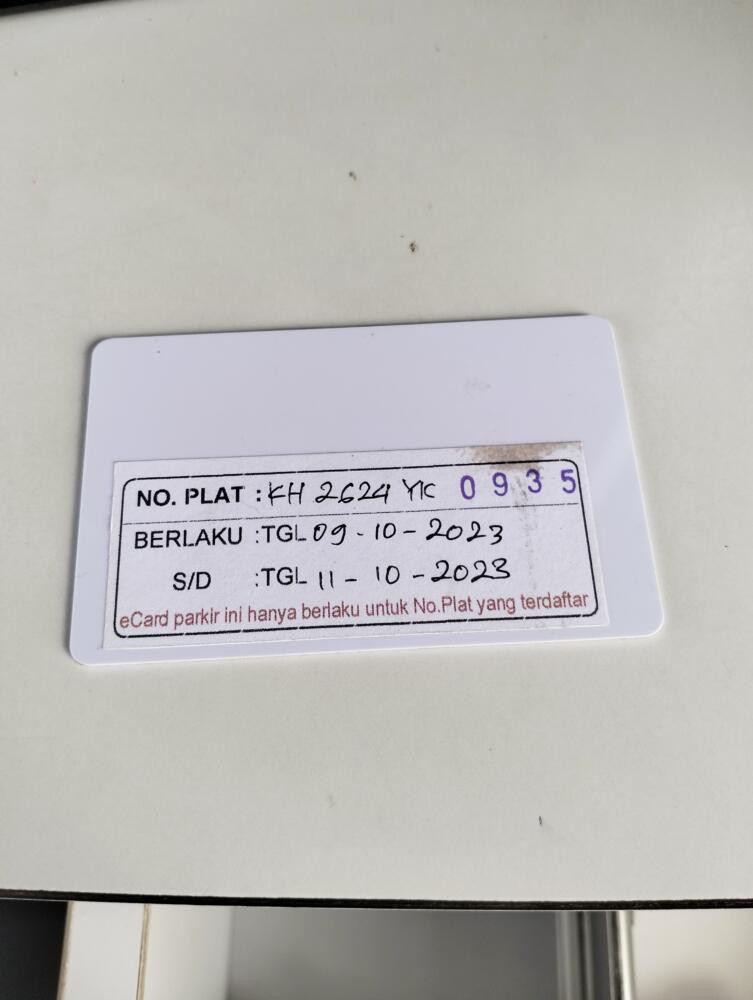 NO. PLAT : KH 2624 YK 0935
BERLAKU :TGL 09-10-2023
S/D :TGL 11-10-2023
eCard parkir ini hanya berlaku untuk No.Plat yang terdaftar